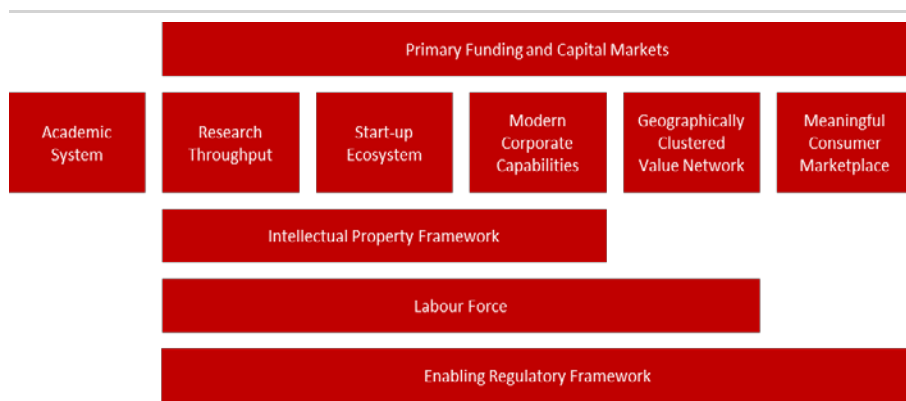 Primary Funding and Capital Markets
Academic
System
Research
Throughput
Start-up
Ecosystem
Modern
Corporate
Capabilities
Geographically
Clustered
Value Network
Meaningful
Consumer
Marketplace
Intellectual Property Framework
Labour Force
Enabling Regulatory Framework